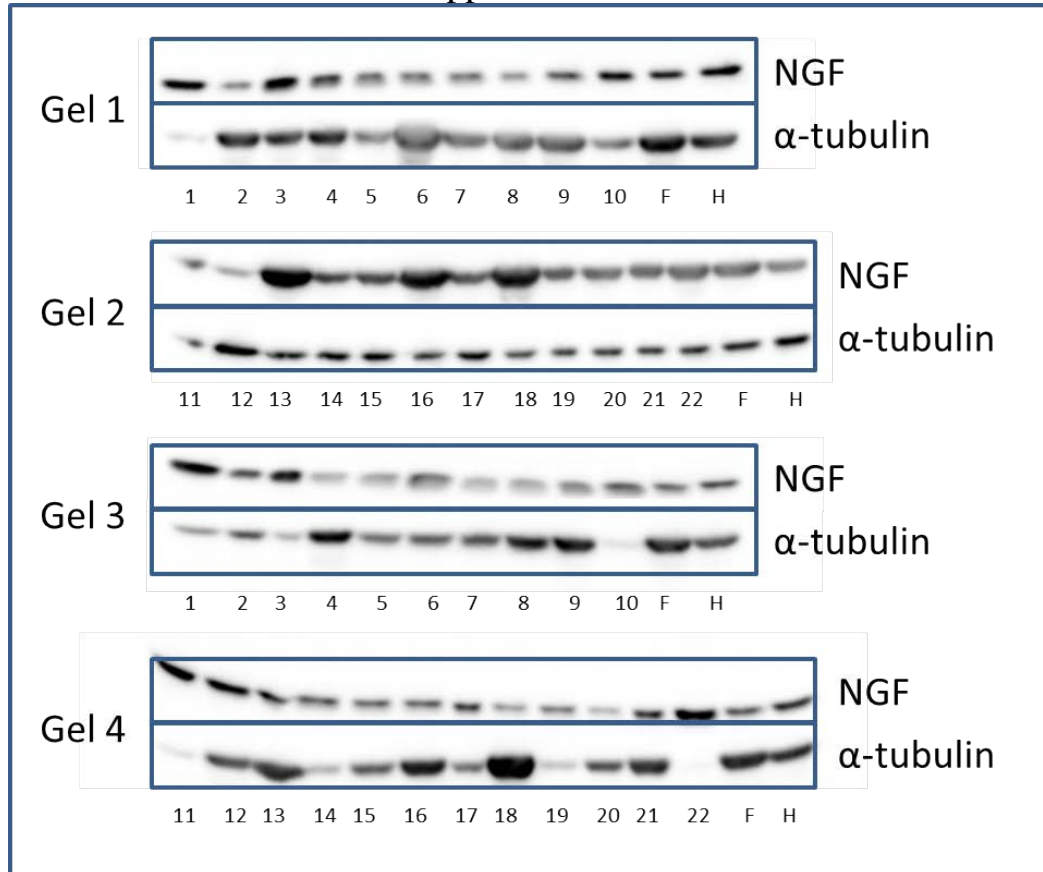 Gel 1
NGF
α-tubulin
1 2 3 4 5 6 7 8 9 10 F H
Gel 2
NGF
α-tubulin
11 12 13 14 15 16 17 18 19 20 21 22 F H
Gel 3
NGF
α-tubulin
1 2 3 4 5 6 7 8 9 10 F H
Gel 4
NGF
α-tubulin
11 12 13 14 15 16 17 18 19 20 21 22 F H